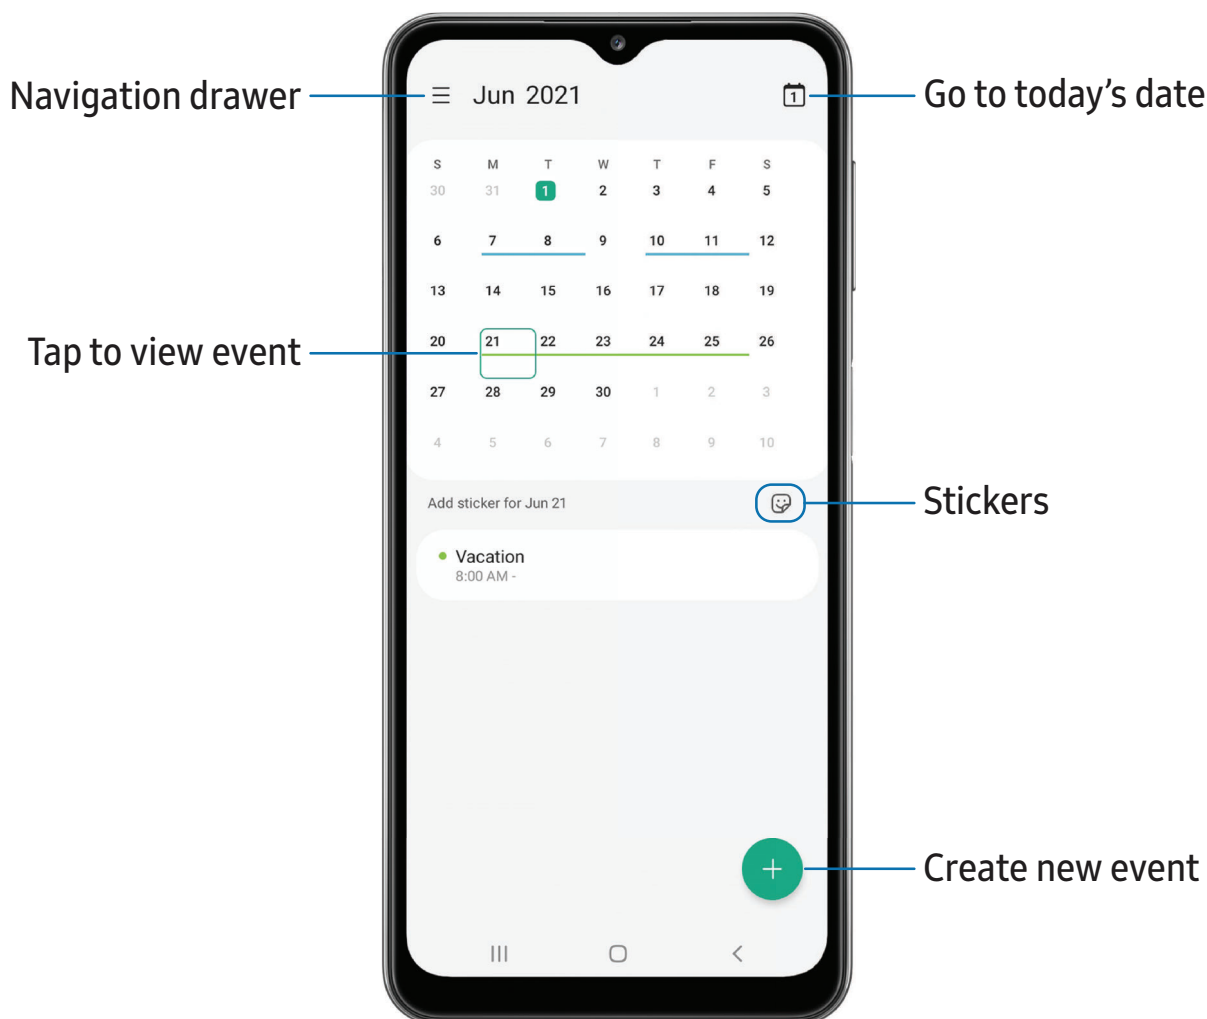 Navigation drawer
Jun 2021
1
Go to today's date
S M T W T F S
30 31 1 2 3 4 5
6 7 8 9 10 11 12
13 14 15 16 17 18 19
Tap to view event
20 21 22 23 24 25 26
27 28 29 30 1 2 3
4 5 6 7 8 9 10
Add sticker for Jun 21
Stickers
Vacation
8:00 AM -
Create new event